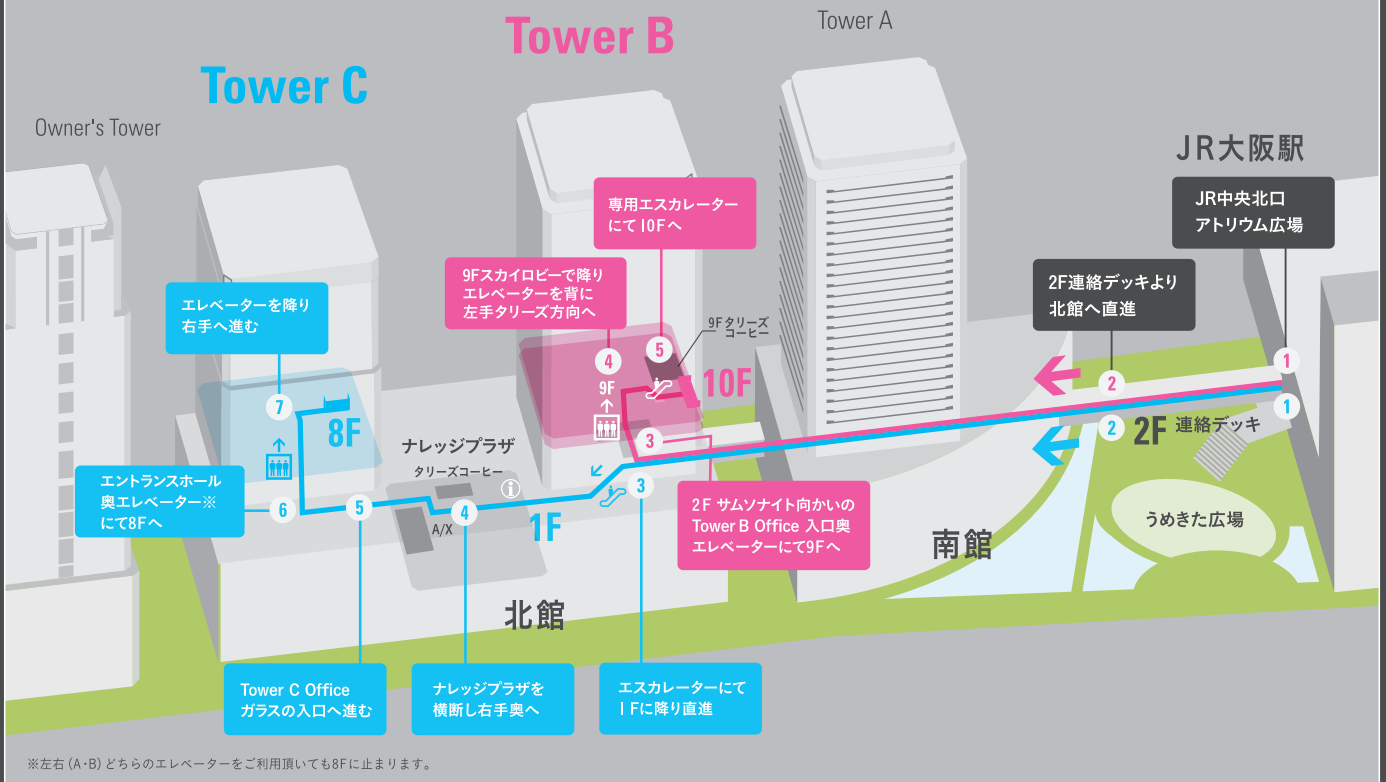 Tower C
Tower B
Tower A
Owner's Tower
JR大阪駅
JR中央北口
アトリウム広場
2F連絡デッキより
北館へ直進
専用エスカレーター
にて10Fへ
9Fスカイロビーで降り
エレベーターを背に
左手タリーズ方向へ
エレベーターを降り
右手へ進む
9Fタリーズ
コーヒー
1
2
5
4
9F
10F
7
8F
3
1
2
2F 連絡デッキ
ナレッジプラザ
タリーズコーヒー
エントランスホール
奥エレベーター※
にて8Fへ
6
5
4
A/X
i
1F
3
2F サムソナイト向かいの
Tower B Office 入口奥
エレベーターにて9Fへ
うめきた広場
南館
北館
Tower C Office
ガラスの入口へ進む
ナレッジプラザを
横断し右手奥へ
エスカレーターにて
1Fに降り直進
※左右（A・B）どちらのエレベーターをご利用頂いても8Fに止まります。